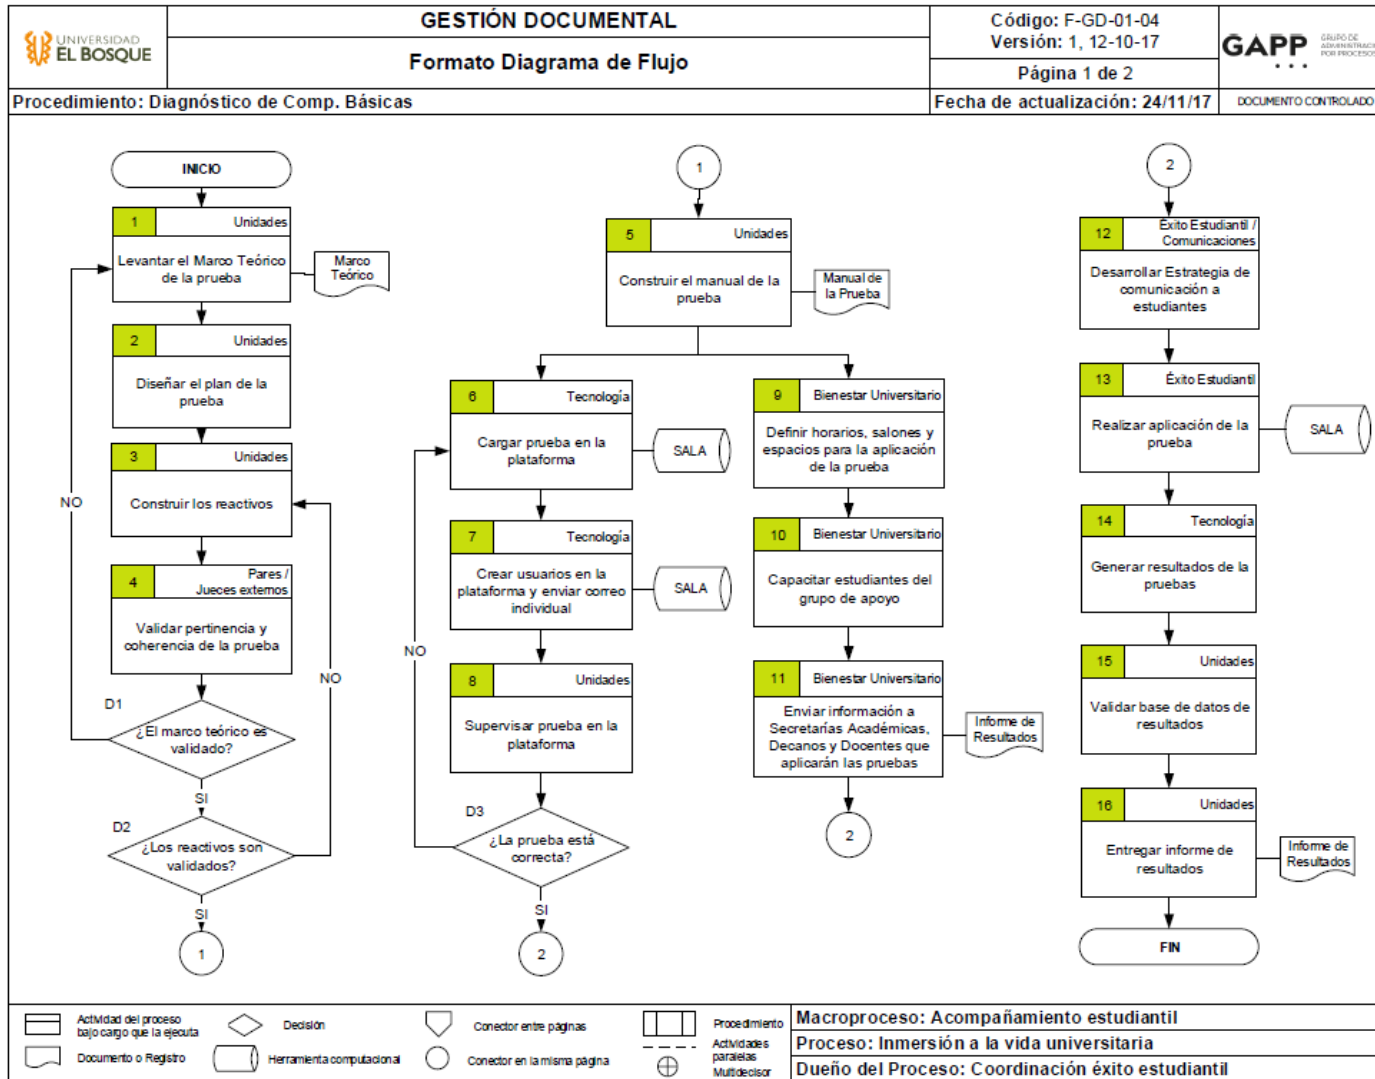 UNIVERSIDAD
EL BOSQUE
GESTIÓN DOCUMENTAL
Formato Diagrama de Flujo
Código: F-GD-01-04
Versión: 1, 12-10-17
Página 1 de 2
GAPP
GRUPO DE
ADMINISTRACI
POR PROCESOS
Procedimiento: Diagnóstico de Comp. Básicas
Fecha de actualización: 24/11/17
DOCUMENTO CONTROLADO
INICIO
1
Unidades
Levantar el Marco Teórico
de la prueba
Marco
Teórico
2
Unidades
Diseñar el plan de la
prueba
3
Unidades
Construir los reactivos
NO
4
Pares /
Jueces externos
Validar pertinencia y
coherencia de la prueba
NO
D1
¿El marco teórico es
validado?
SI
D2
¿Los reactivos son
validados?
SI
1
1
5
Unidades
Construir el manual de la
prueba
Manual de
la Prueba
6
Tecnología
Cargar prueba en la
plataforma
SALA
7
Tecnología
Crear usuarios en la
plataforma y enviar correo
individual
SALA
NO
8
Unidades
Supervisar prueba en la
plataforma
D3
¿La prueba está
correcta?
SI
2
9
Bienestar Universitario
Definir horarios, salones y
espacios para la aplicación
de la prueba
10
Bienestar Universitario
Capacitar estudiantes del
grupo de apoyo
11
Bienestar Universitario
Enviar información a
Secretarías Académicas,
Decanos y Docentes que
aplicarán las pruebas
Informe de
Resultados
2
2
12
Éxito Estudiantil /
Comunicaciones
Desarrollar Estrategia de
comunicación a
estudiantes
13
Éxito Estudiantil
Realizar aplicación de la
prueba
SALA
14
Tecnología
Generar resultados de la
pruebas
15
Unidades
Validar base de datos de
resultados
16
Unidades
Entregar informe de
resultados
Informe de
Resultados
FIN
Actividad del proceso
bajo cargo que la ejecuta
Documento o Registro
Decisión
Herramienta computacional
Conector entre páginas
Conector en la misma página
Procedimiento
Actividades
paralelas
Multidecisor
Macroproceso: Acompañamiento estudiantil
Proceso: Inmersión a la vida universitaria
Dueño del Proceso: Coordinación éxito estudiantil